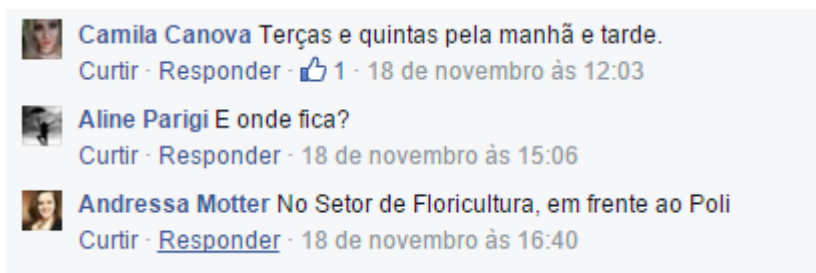 Camila Canova Terças e quintas pela manhã e tarde.
Curtir · Responder · 1 · 18 de novembro às 12:03
Aline Parigi E onde fica?
Curtir · Responder · 18 de novembro às 15:06
Andressa Motter No Setor de Floricultura, em frente ao Poli
Curtir · Responder · 18 de novembro às 16:40